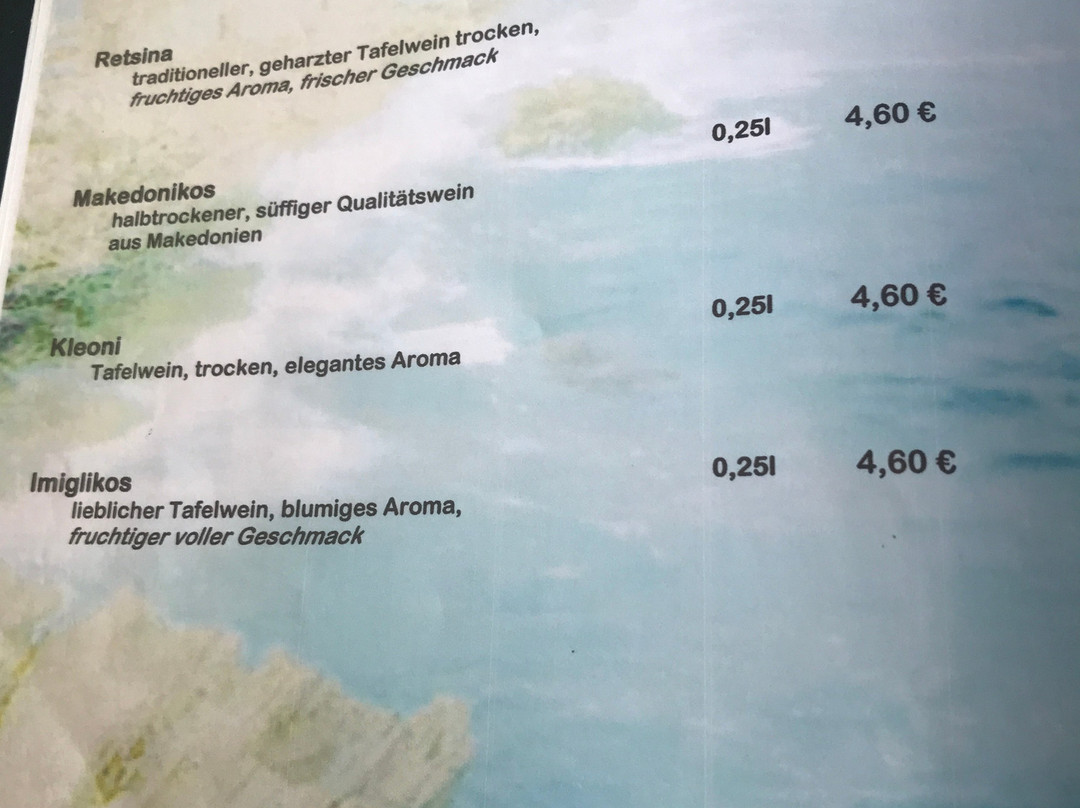 Retsina
traditioneller, geharzter Tafelwein trocken,
fruchtiges Aroma, frischer Geschmack
0,25l 4,60 €
Makedonikos
halbtrockener, süffiger Qualitätswein
aus Makedonien
0,25l 4,60 €
Kleoni
Tafelwein, trocken, elegantes Aroma
0,25l 4,60 €
Imiglikos
lieblicher Tafelwein, blumiges Aroma,
fruchtiger voller Geschmack